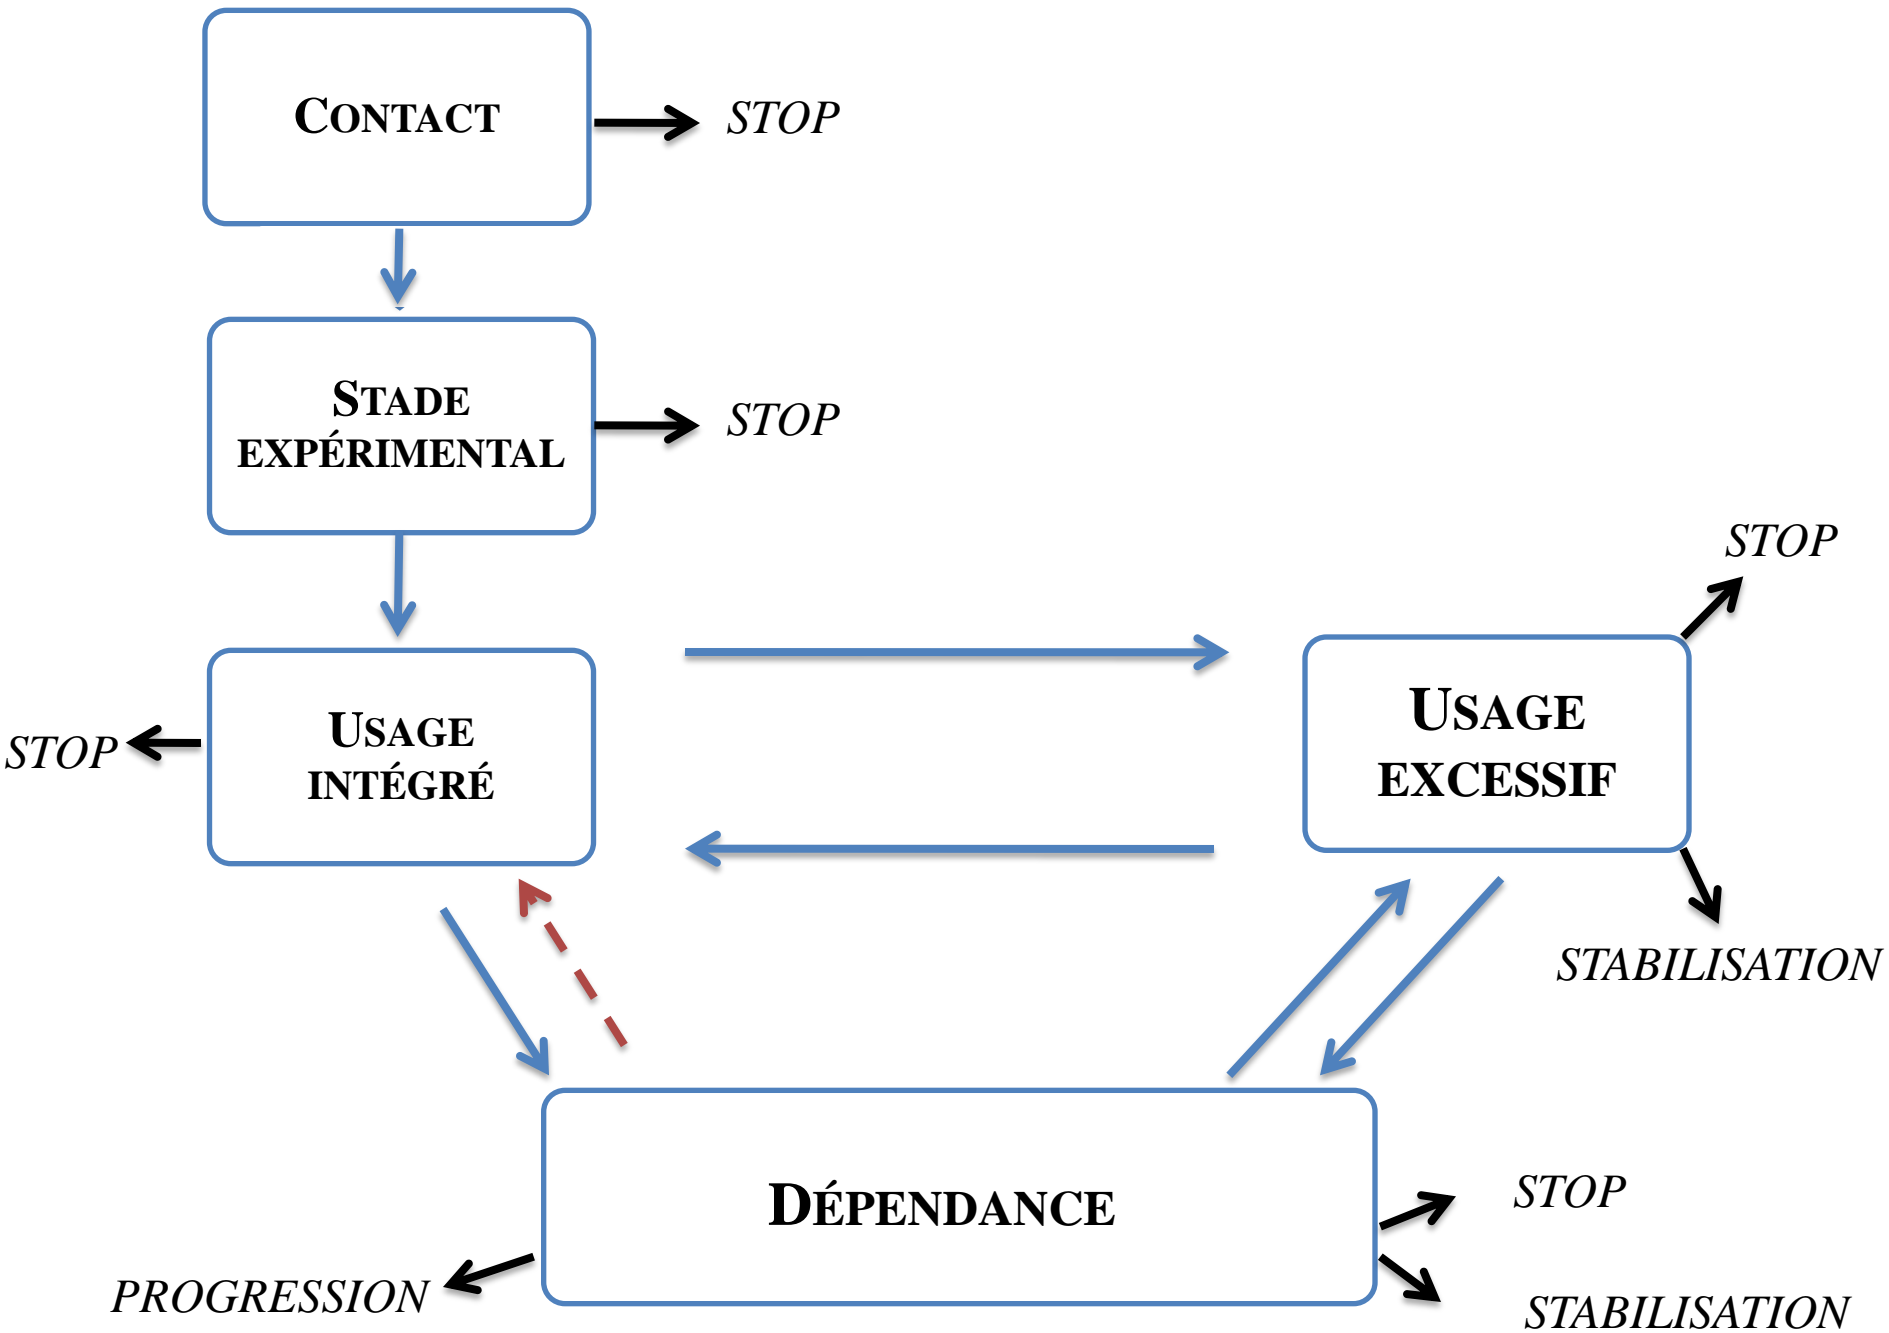 CONTACT
STOP
STADE
EXPÉRIMENTAL
STOP
STOP
USAGE
INTÉGRÉ
STOP
USAGE
EXCESSIF
STABILISATION
DÉPENDANCE
STOP
PROGRESSION
STABILISATION